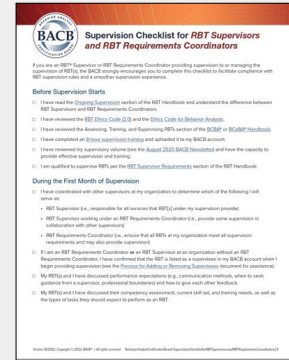 BEHAVIOR ANALYST
BACB®
CERTIFICATION BOARD
Supervision Checklist for RBT Supervisors
and RBT Requirements Coordinators
If you are an RBT® Supervisor or RBT Requirements Coordinator providing supervision to or managing the
supervision of RBT(s), the BACB strongly encourages you to complete this checklist to facilitate compliance with
RBT supervision rules and a smoother supervision experience.
Before Supervision Starts
☐ I have read the Ongoing Supervision section of the RBT Handbook and understand the difference between
RBT Supervisors and RBT Requirements Coordinators.
☐ I have reviewed the RBT Ethics Code (2.0) and the Ethics Code for Behavior Analysts.
☐ I have reviewed the Assessing, Training, and Supervising RBTs section of the BCBA® or BCaBA® Handbook.
☐ I have completed an 8-hour supervision training and uploaded it to my BACB account.
☐ I have reviewed my supervisory volume (see the August 2020 BACB Newsletter) and have the capacity to
provide effective supervision and training.
☐ I am qualified to supervise RBTs per the RBT Supervisor Requirements section of the RBT Handbook.
During the First Month of Supervision
☐ I have coordinated with other supervisors at my organization to determine which of the following I will
serve as:
• RBT Supervisor (i.e., responsible for all services that RBT(s) under my supervision provide)
• RBT Supervisor working under an RBT Requirements Coordinator (i.e., provide some supervision in
collaboration with other supervisors)
• RBT Requirements Coordinator (i.e., ensure that all RBTs at my organization meet all supervision
requirements and may also provide supervision)
☐ If I am an RBT Requirements Coordinator or an RBT Supervisor at an organization without an RBT
Requirements Coordinator, I have confirmed that the RBT is listed as a supervisee in my BACB account when I
begin providing supervision (see the Process for Adding or Removing Supervisees document for assistance).
☐ My RBT(s) and I have discussed performance expectations (e.g., communication methods, when to seek
guidance from a supervisor, professional boundaries) and how to give each other feedback.
☐ My RBT(s) and I have discussed their competency assessment, current skill set, and training needs, as well as
the types of tasks they should expect to perform as an RBT.